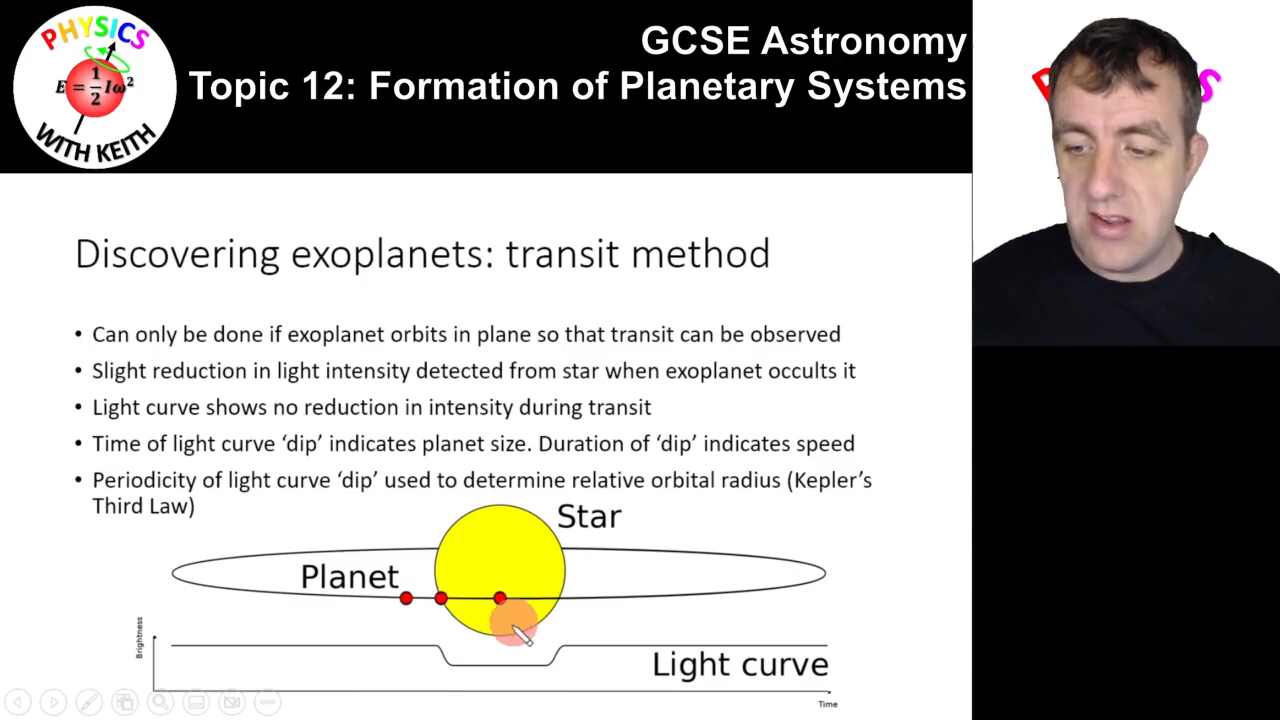 PHYSICS
E = 1/2 Iω²
WITH KEITH
GCSE Astronomy
Topic 12: Formation of Planetary Systems
Discovering exoplanets: transit method
• Can only be done if exoplanet orbits in plane so that transit can be observed
• Slight reduction in light intensity detected from star when exoplanet occults it
• Light curve shows no reduction in intensity during transit
• Time of light curve ‘dip’ indicates planet size. Duration of ‘dip’ indicates speed
• Periodicity of light curve ‘dip’ used to determine relative orbital radius (Kepler’s
Third Law)
Star
Planet
Brightness
Light curve
Time